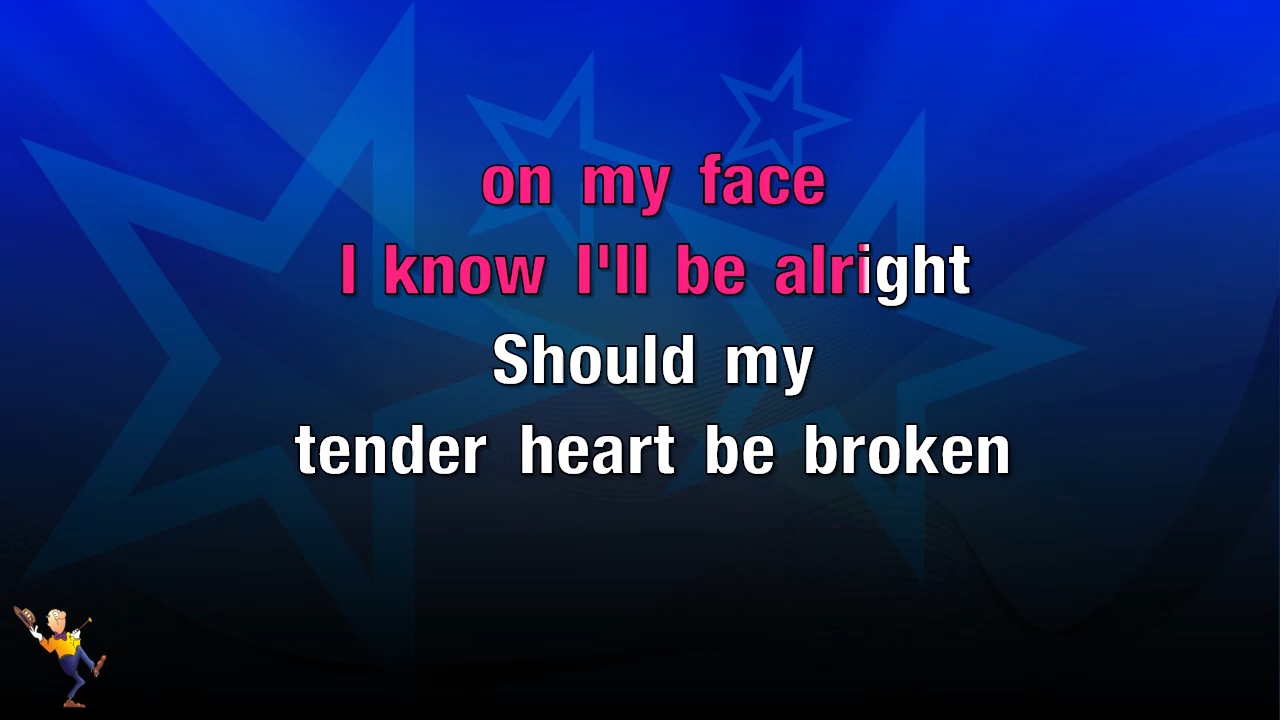 on my face
I know I'll be alright
Should my
tender heart be broken